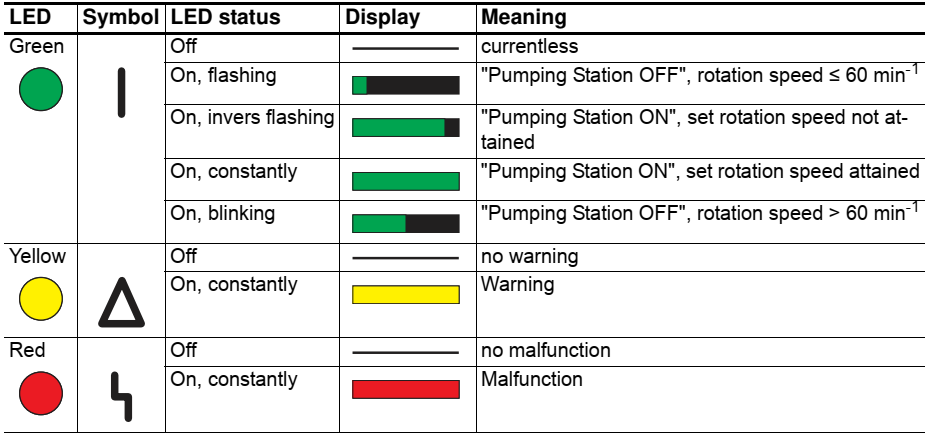 LED Symbol LED status Display Meaning
Green Off currentless
On, flashing "Pumping Station OFF", rotation speed ≤ 60 min-1
On, invers flashing "Pumping Station ON", set rotation speed not at-
tained
On, constantly "Pumping Station ON", set rotation speed attained
On, blinking "Pumping Station OFF", rotation speed > 60 min-1
Yellow Off no warning
On, constantly Warning
Red Off no malfunction
On, constantly Malfunction